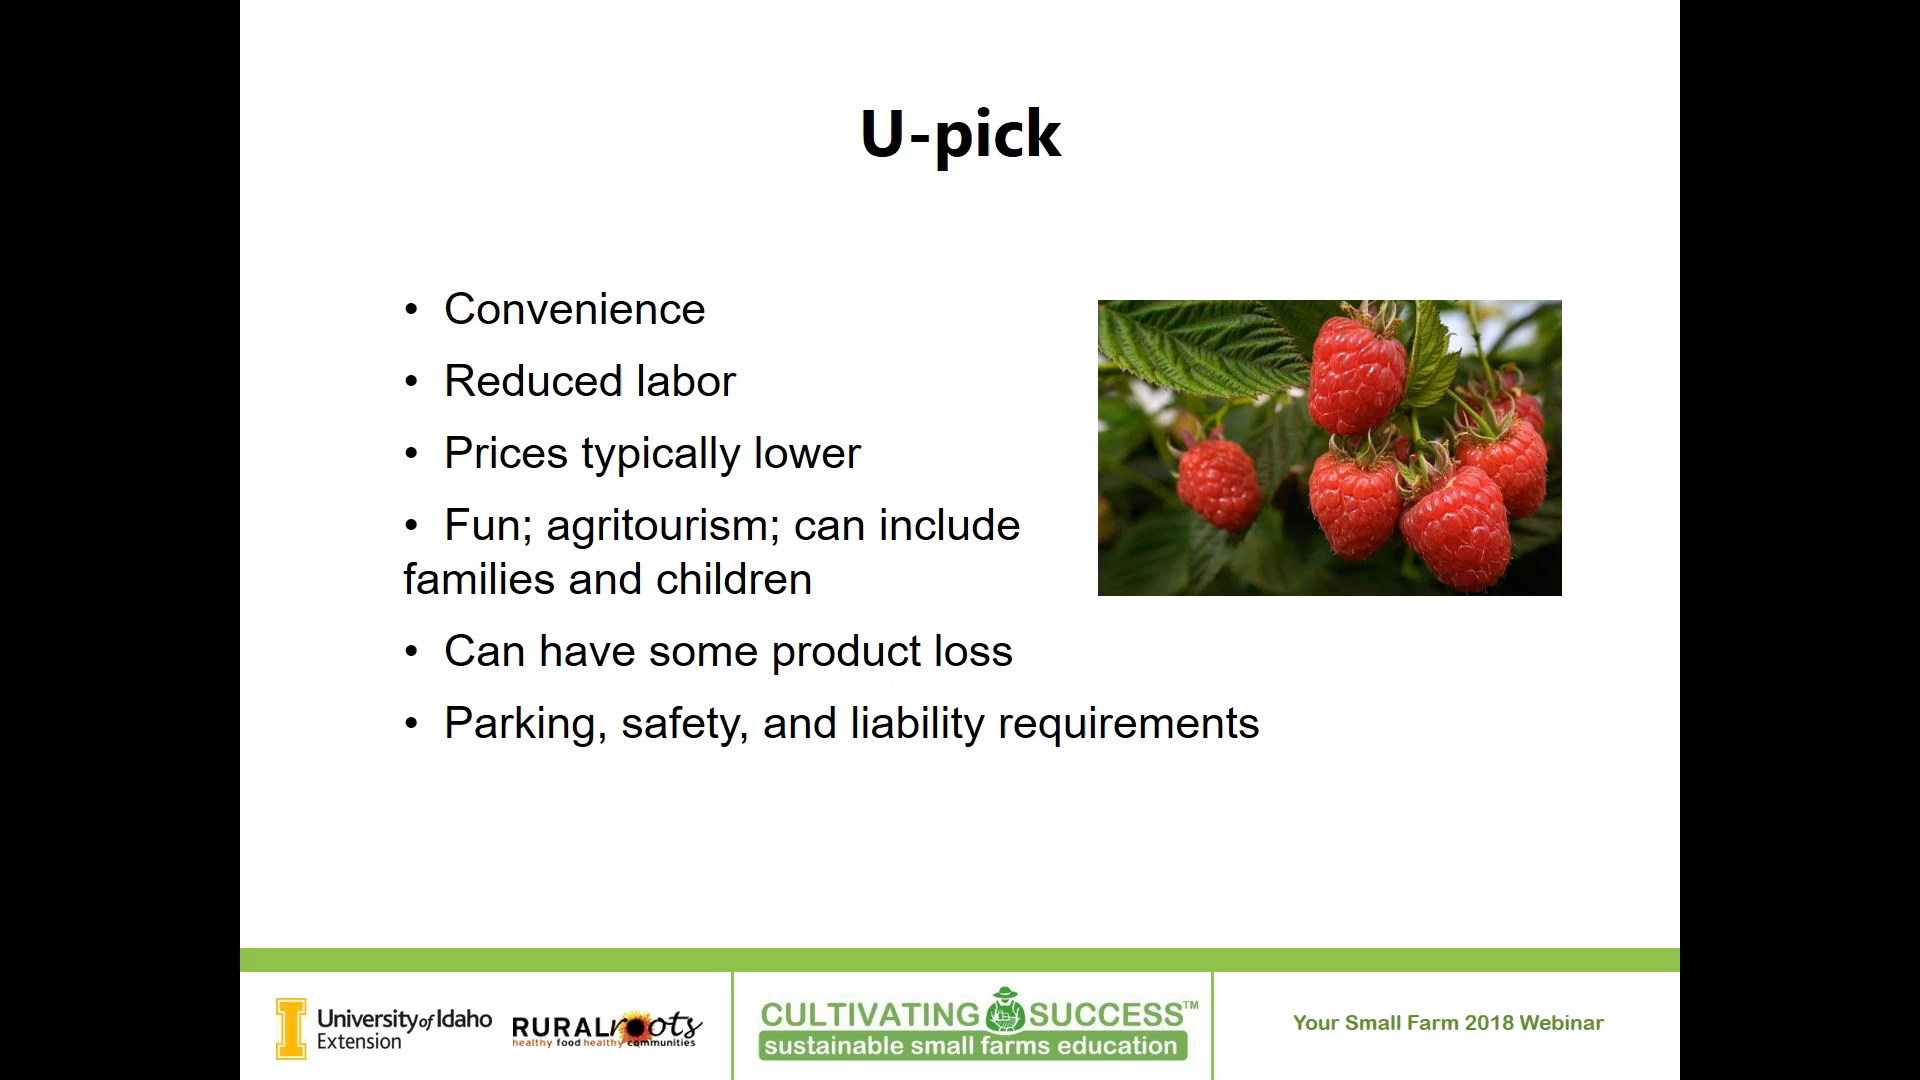 U-pick
• Convenience
• Reduced labor
• Prices typically lower
• Fun; agritourism; can include
families and children
• Can have some product loss
• Parking, safety, and liability requirements
I
University of Idaho
Extension
RURAL roots
healthy food healthy communities
CULTIVATING SUCCESS™
sustainable small farms education
Your Small Farm 2018 Webinar